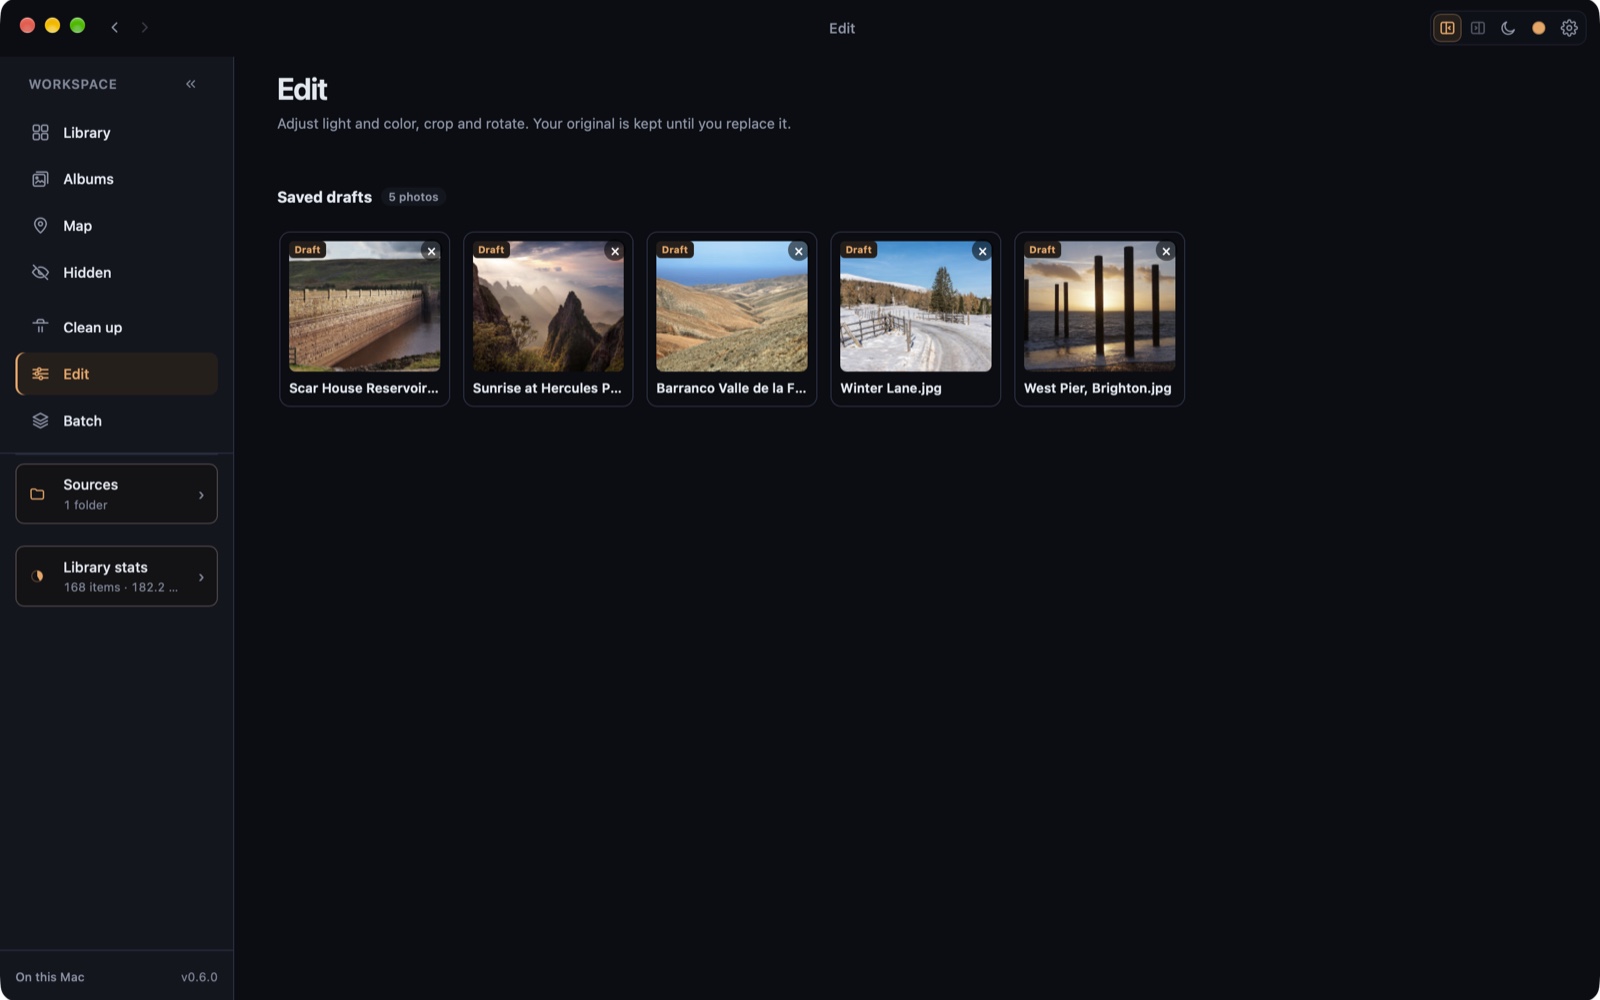 Edit
WORKSPACE
Library
Albums
Map
Hidden
Clean up
Edit
Batch
Sources
1 folder
Library stats
168 items · 182.2 ...
On this Mac
v0.6.0
Edit
Adjust light and color, crop and rotate. Your original is kept until you replace it.
Saved drafts
5 photos
Draft
Scar House Reservoir...
Draft
Sunrise at Hercules P...
Draft
Barranco Valle de la F...
Draft
Winter Lane.jpg
Draft
West Pier, Brighton.jpg